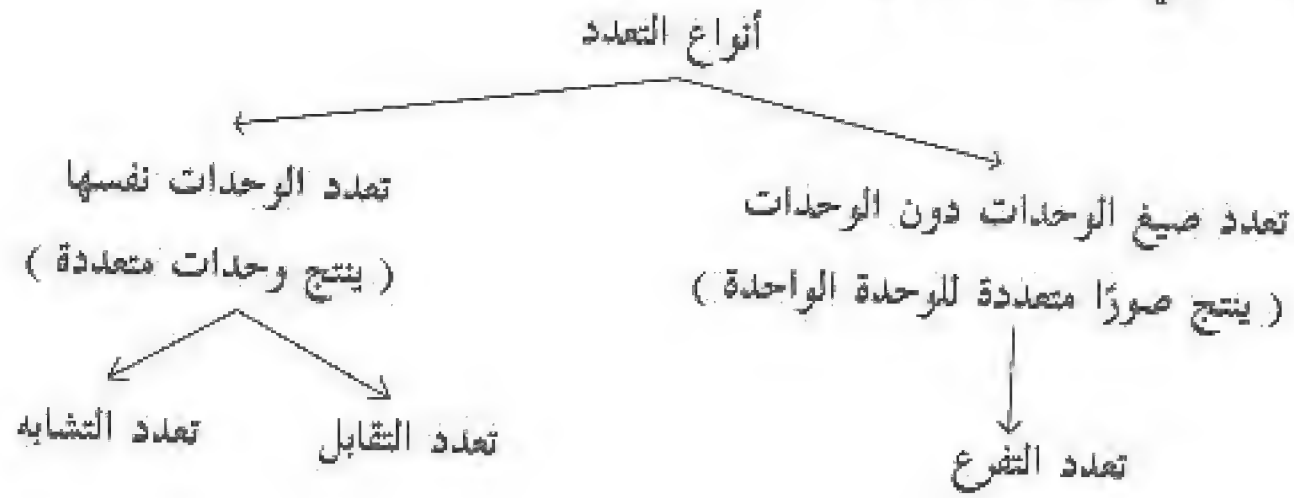 أنواع التعدد
تعدد صيغ الوحدات دون الوحدات
( ينتج صورًا متعددة للوحدة الواحدة )
تعدد التفرع
تعدد الوحدات نفسها
( ينتج وحدات متعددة )
تعدد التقابل
تعدد التشابه